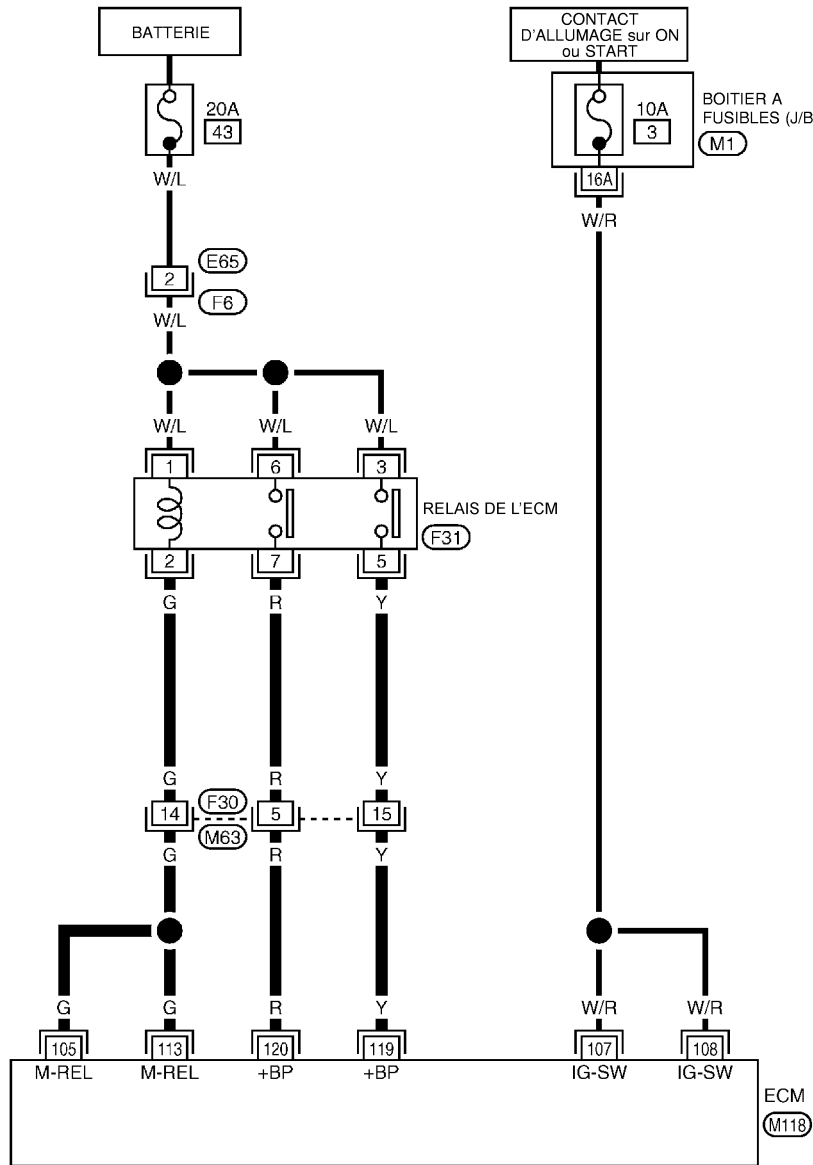 BATTERIE
CONTACT
D'ALLUMAGE sur ON
ou START
20A
43
10A
3
BOITIER A
FUSIBLES (J/B
M1
W/L
16A
W/R
2
E65
F6
W/L
W/L W/L W/L
1 6 3
RELAIS DE L'ECM
F31
2 7 5
G R Y
G R Y
14 F30 5 15
M63
G R Y
G G R Y W/R W/R
105 113 120 119 107 108
M-REL M-REL +BP +BP IG-SW IG-SW
ECM
M118